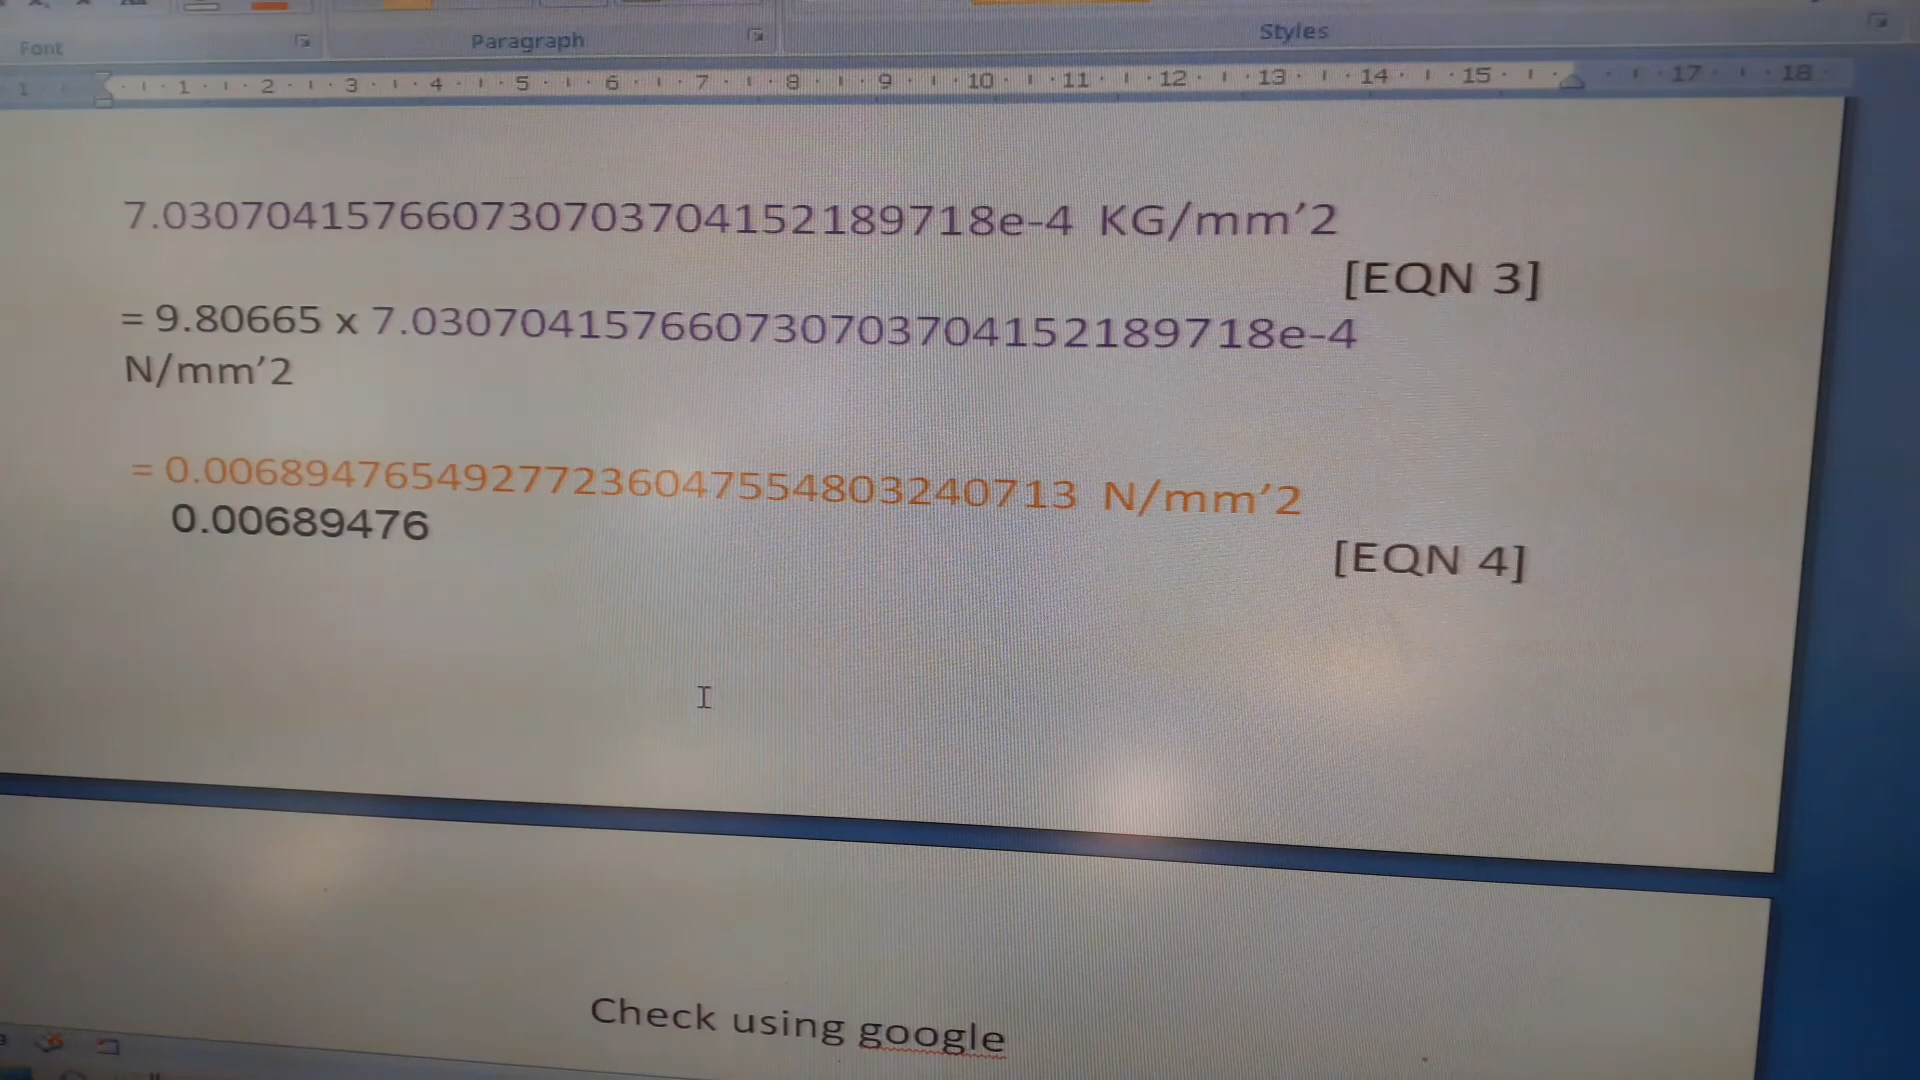 Font Paragraph Styles
1 1 2 3 4 5 6 7 8 9 10 11 12 13 14 15 17 18
7.03070415766073070370415218971​8e-4 KG/mm’2
[EQN 3]
= 9.80665 x 7.030704157660730703704152189718e-4
N/mm’2
= 0.00689476549277236047554803240713 N/mm’2
0.00689476
[EQN 4]
Check using google